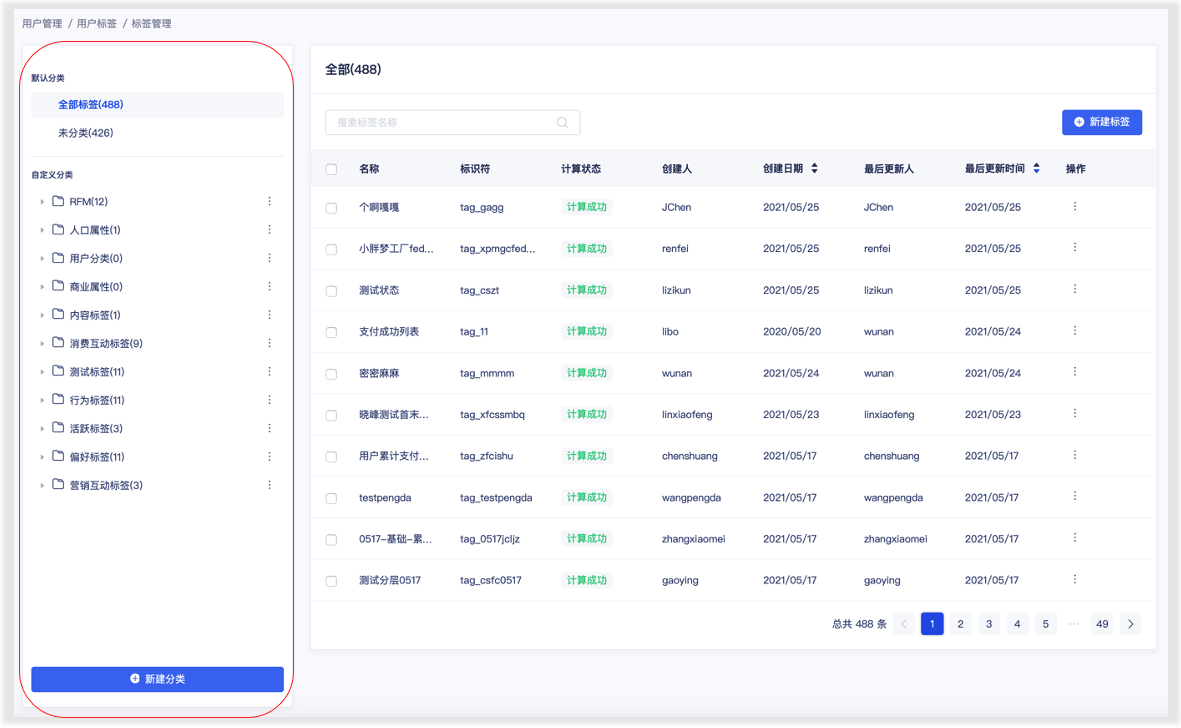 用户管理 / 用户标签 / 标签管理
默认分类
全部标签(488)
未分类(426)
自定义分类
RFM(12)
人口属性(1)
用户分类(0)
商业属性(0)
内容标签(1)
消费互动标签(9)
测试标签(11)
行为标签(11)
活跃标签(3)
偏好标签(11)
营销互动标签(3)
新建分类
全部(488)
搜索标签名称
新建标签
名称 标识符 计算状态 创建人 创建日期 最后更新人 最后更新时间 操作
个啊嘎嘎 tag_gagg 计算成功 JChen 2021/05/25 JChen 2021/05/25
小胖梦工厂fed... tag_xpmgcfed... 计算成功 renfei 2021/05/25 renfei 2021/05/25
测试状态 tag_cszt 计算成功 lizikun 2021/05/25 lizikun 2021/05/25
支付成功列表 tag_11 计算成功 libo 2020/05/20 wunan 2021/05/24
密密麻麻 tag_mmmm 计算成功 wunan 2021/05/24 wunan 2021/05/24
晓峰测试首末... tag_xfcssmbq 计算成功 linxiaofeng 2021/05/23 linxiaofeng 2021/05/23
用户累计支付... tag_zfcishu 计算成功 chenshuang 2021/05/17 chenshuang 2021/05/17
testpengda tag_testpengda 计算成功 wangpengda 2021/05/17 wangpengda 2021/05/17
0517-基础-累... tag_0517jcljz 计算成功 zhangxiaomei 2021/05/17 zhangxiaomei 2021/05/17
测试分层0517 tag_csfc0517 计算成功 gaoying 2021/05/17 gaoying 2021/05/17
总共 488 条 1 2 3 4 5 ··· 49